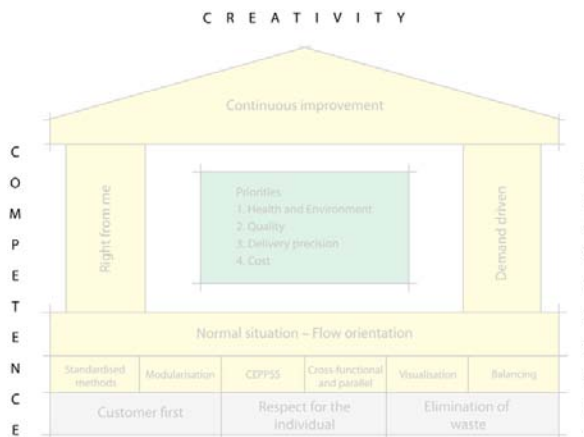 CREATIVITY
Continuous improvement
COMPETENCE
Right from me
Priorities
1. Health and Environment
2. Quality
3. Delivery precision
4. Cost
Demand driven
Normal situation – Flow orientation
Standardised
methods
Modularisation
CEPPSS
Cross-functional
and parallel
Visualisation
Balancing
Customer first
Respect for the
individual
Elimination of
waste